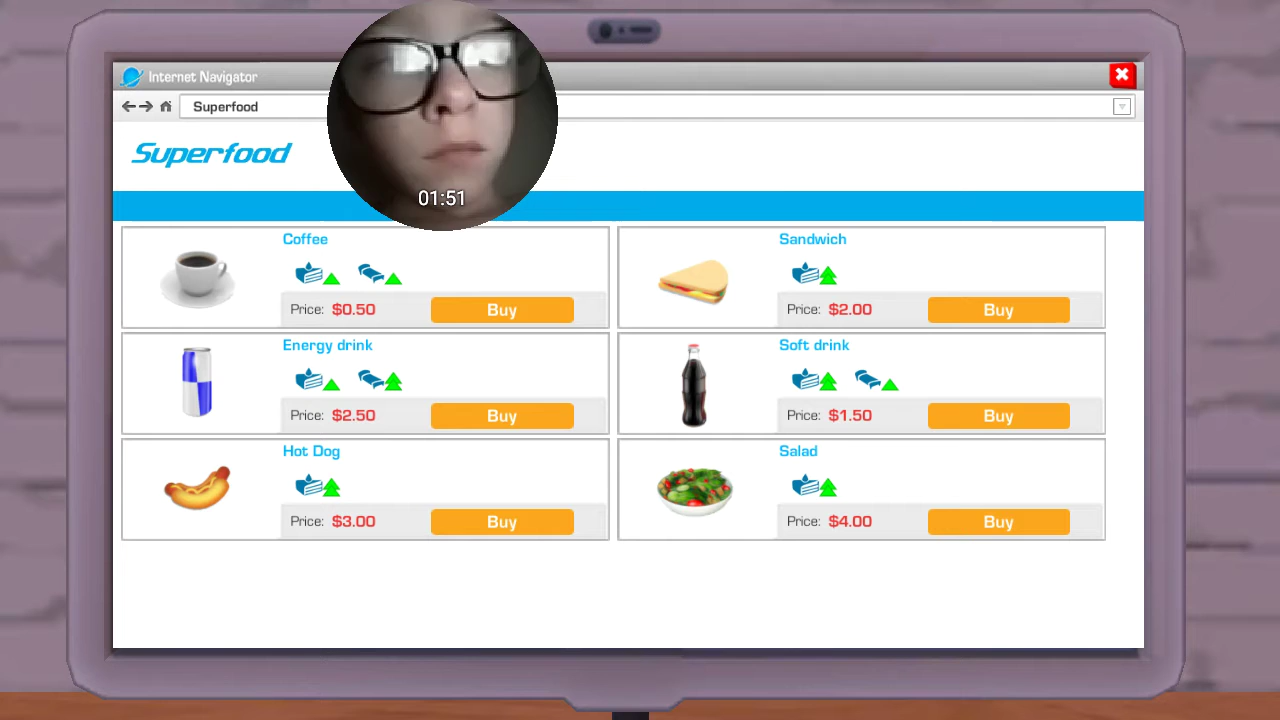 Internet Navigator
Superfood
Superfood
01:51
Coffee
Price: $0.50 Buy
Sandwich
Price: $2.00 Buy
Energy drink
Price: $2.50 Buy
Soft drink
Price: $1.50 Buy
Hot Dog
Price: $3.00 Buy
Salad
Price: $4.00 Buy